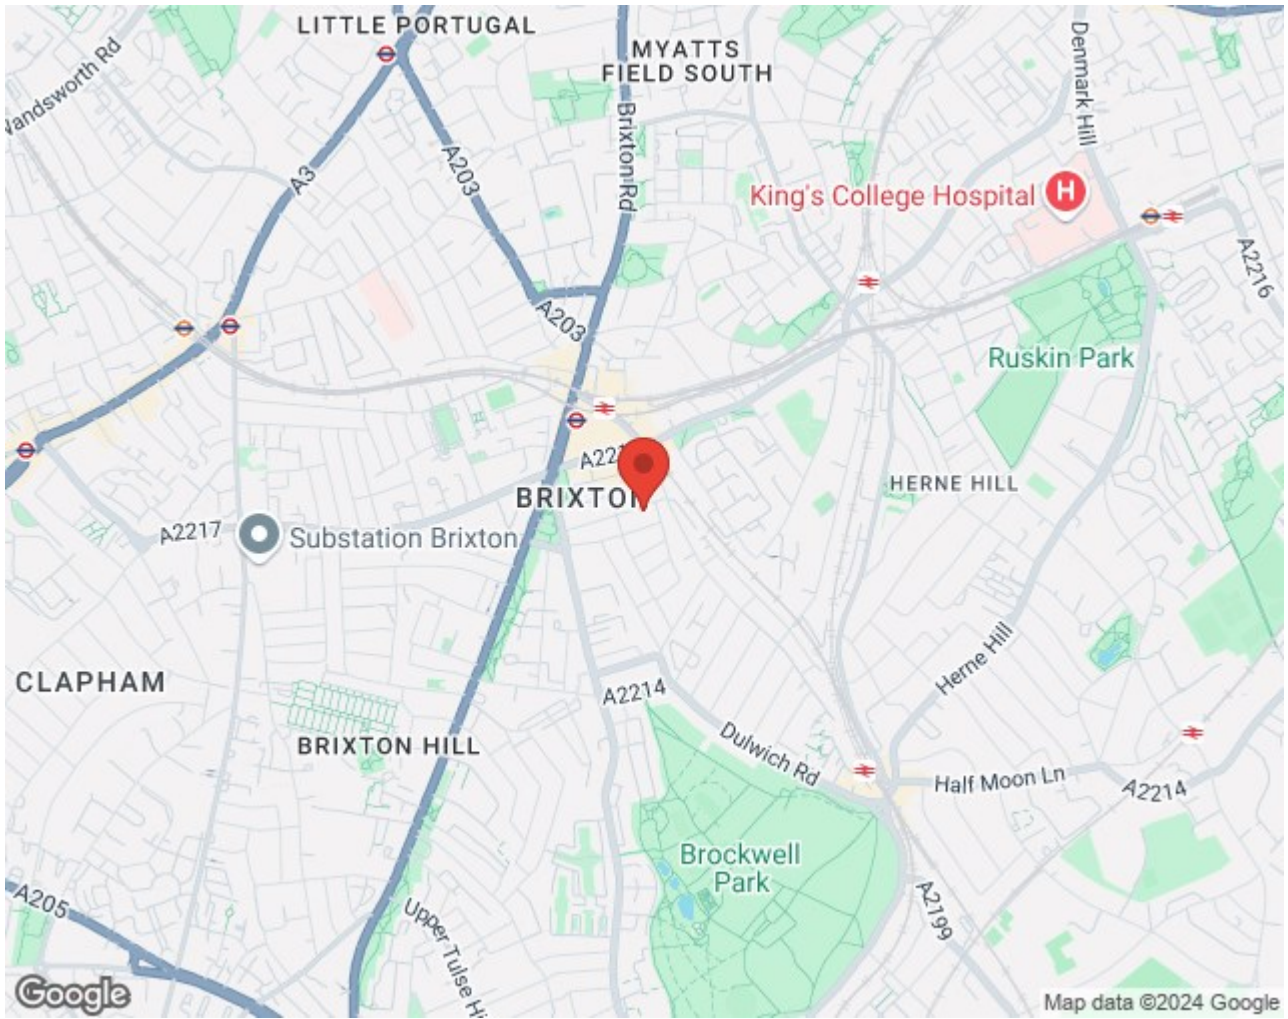 LITTLE PORTUGAL
MYATTS
FIELD SOUTH
Denmark Hill
Wandsworth Rd
A3
A203
Brixton Rd
King's College Hospital
H
A2216
A203
Ruskin Park
A221
BRIXTON
HERNE HILL
A2217
Substation Brixton
Herne Hill
CLAPHAM
A2214
BRIXTON HILL
Dulwich Rd
Half Moon Ln
A2214
Brockwell
Park
A205
Upper Tulse Hi
A2199
Google
Map data ©2024 Google